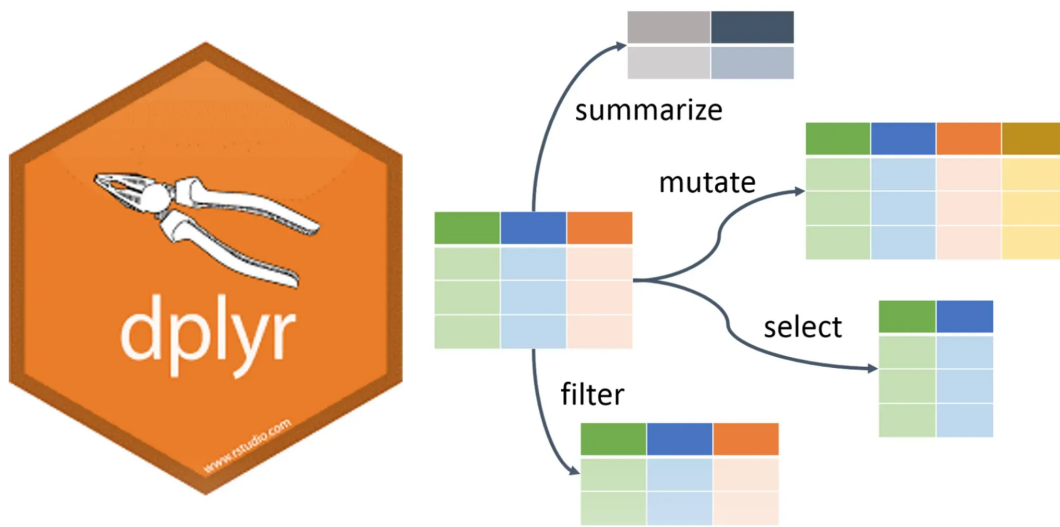 dplyr
www.rstudio.com
summarize
mutate
select
filter